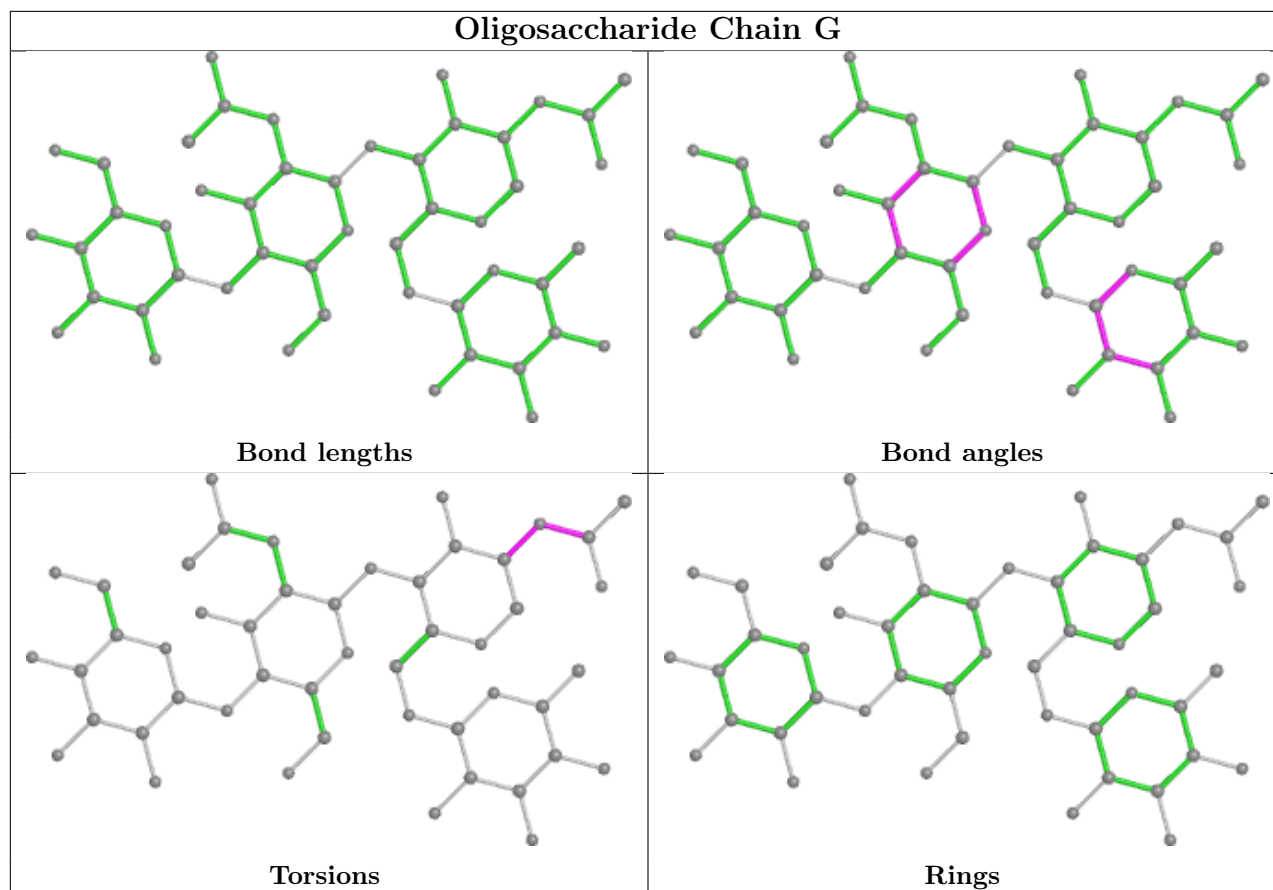 Oligosaccharide Chain G
Bond lengths
Bond angles
Torsions
Rings